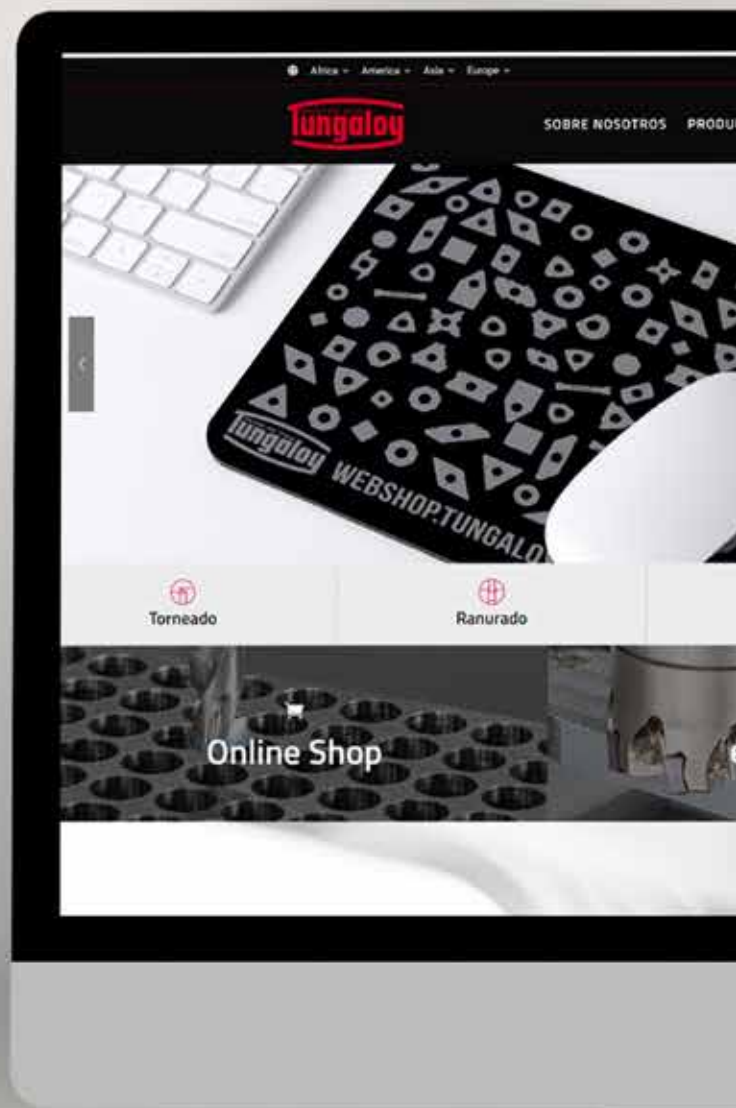 Africa America Asia Europe
Tungaloy
SOBRE NOSOTROS
Tungaloy
WEBSHOP.TUNGALO
Torneado
Ranurado
Online Shop